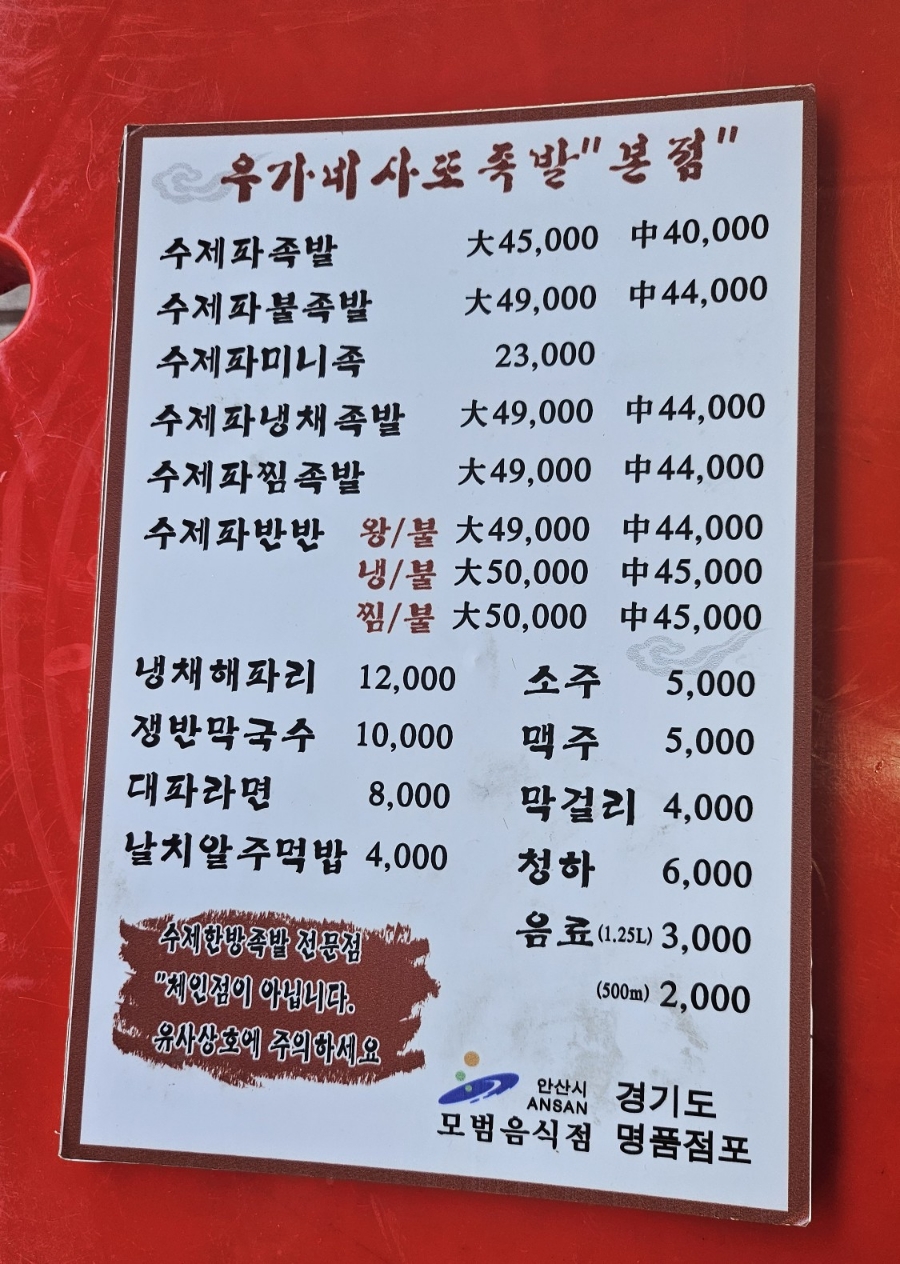 우가네 사또 족발"본점"
수제파족발 大45,000 中40,000
수제파불족발 大49,000 中44,000
수제파미니족 23,000
수제파냉채족발 大49,000 中44,000
수제파찜족발 大49,000 中44,000
수제파반반 왕/불 大49,000 中44,000
냉/불 大50,000 中45,000
찜/불 大50,000 中45,000
냉채해파리 12,000
쟁반막국수 10,000
대파라면 8,000
날치알주먹밥 4,000
소주 5,000
맥주 5,000
막걸리 4,000
청하 6,000
음료(1.25L) 3,000
(500m) 2,000
수제한방족발 전문점
"체인점이 아닙니다.
유사상호에 주의하세요
안산시
ANSAN
모범음식점
경기도
명품점포